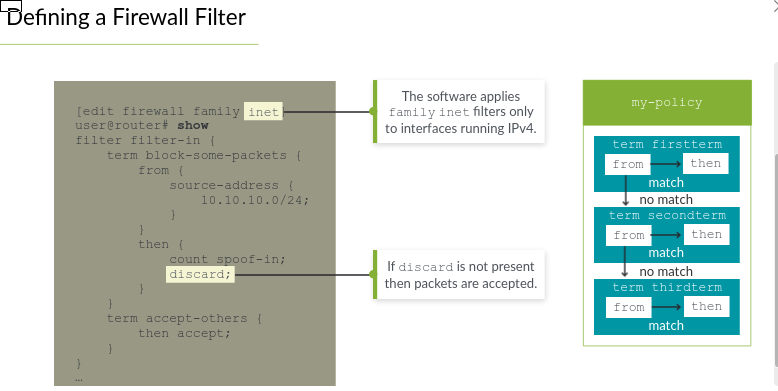 Defining a Firewall Filter
[edit firewall family inet
user@router# show
filter filter-in {
term block-some-packets {
from {
source-address {
10.10.10.0/24;
}
}
then {
count spoof-in;
discard;
}
}
term accept-others {
then accept;
}
}
…
The software applies
family inet filters only
to interfaces running IPv4.
If discard is not present
then packets are accepted.
my-policy
term firstterm
from then
match
no match
term secondterm
from then
match
no match
term thirdterm
from then
match